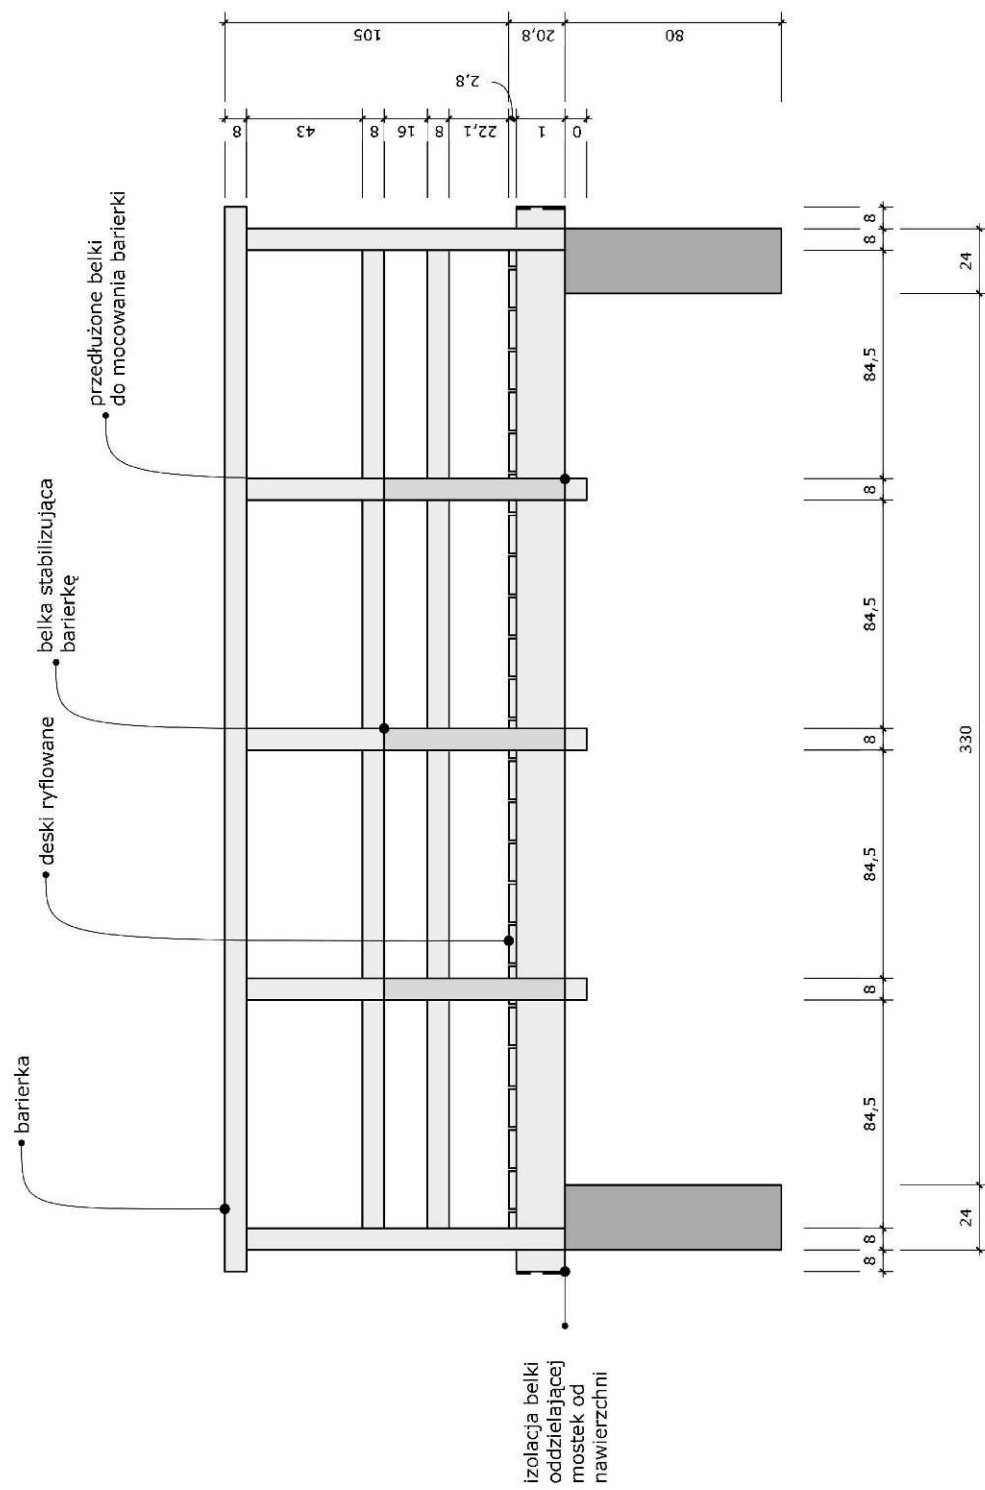 barierka
deski ryflowane
belka stabilizująca
barierkę
przedłużone belki
do mocowania barierki
izolacja belki
oddzielającej
mostek od
nawierzchni
105
20,8
80
2,8
8
43
8
16
8
22,1
1
0
8
8
84,5
8
84,5
8
84,5
8
84,5
8
8
24
330
24